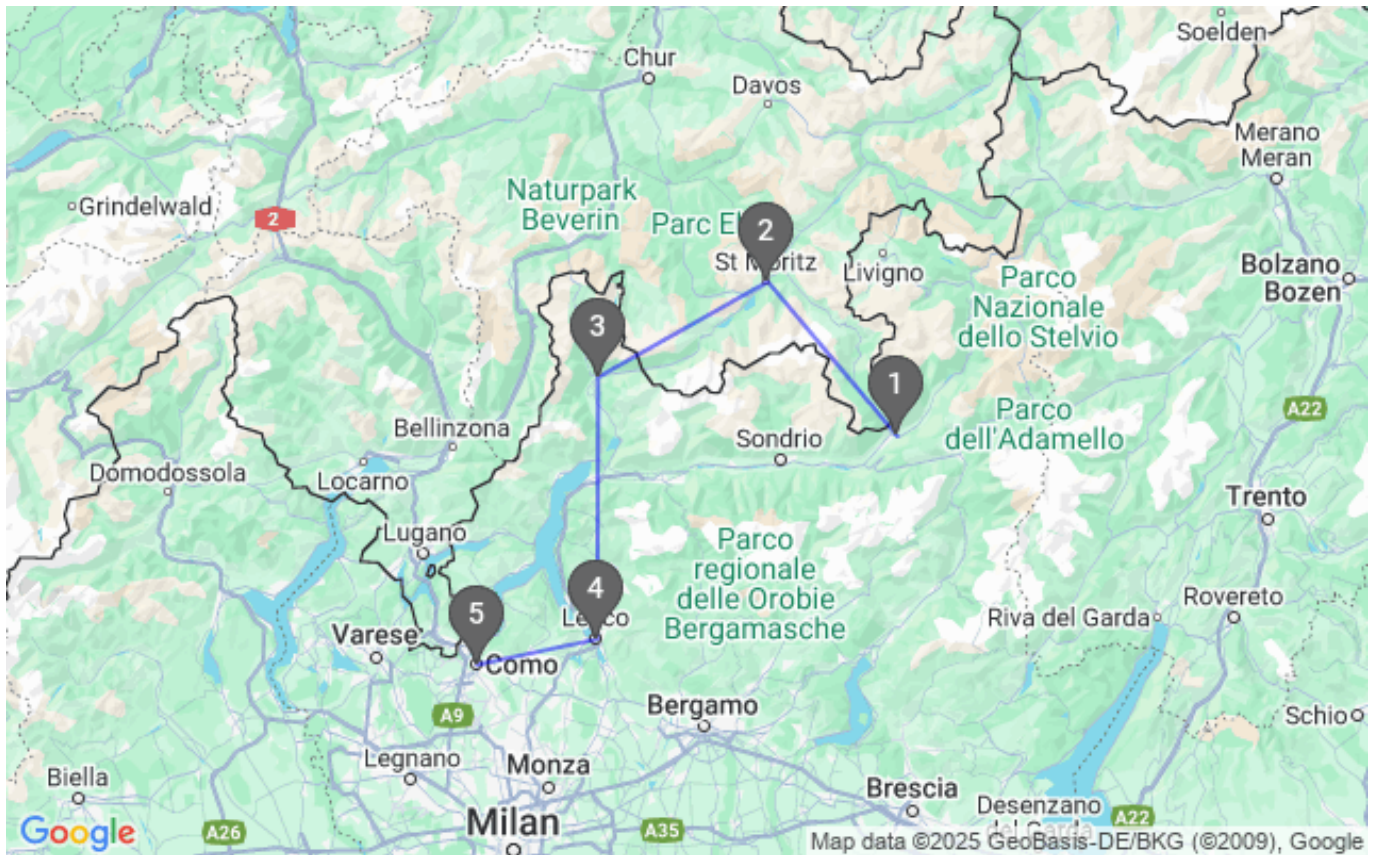 Soelden
Chur
Davos
Merano
Meran
Naturpark
Beverin
Grindelwald
2
Parc El
2
St Moritz
Livigno
Bolzano
Bozen
Parco
Nazionale
dello Stelvio
3
1
Parco
dell'Adamello
Bellinzona
Sondrio
Domodossola
Locarno
A22
Trento
Lugano
Parco
regionale
delle Orobie
Bergamasche
4
Lecco
5
Riva del Garda
Rovereto
Varese
Como
A9
Bergamo
Schio
Legnano
Monza
Biella
Brescia
Desenzano
del Garda
Milan
A26
A35
A22
Google
Map data ©2025 GeoBasis-DE/BKG (©2009), Google